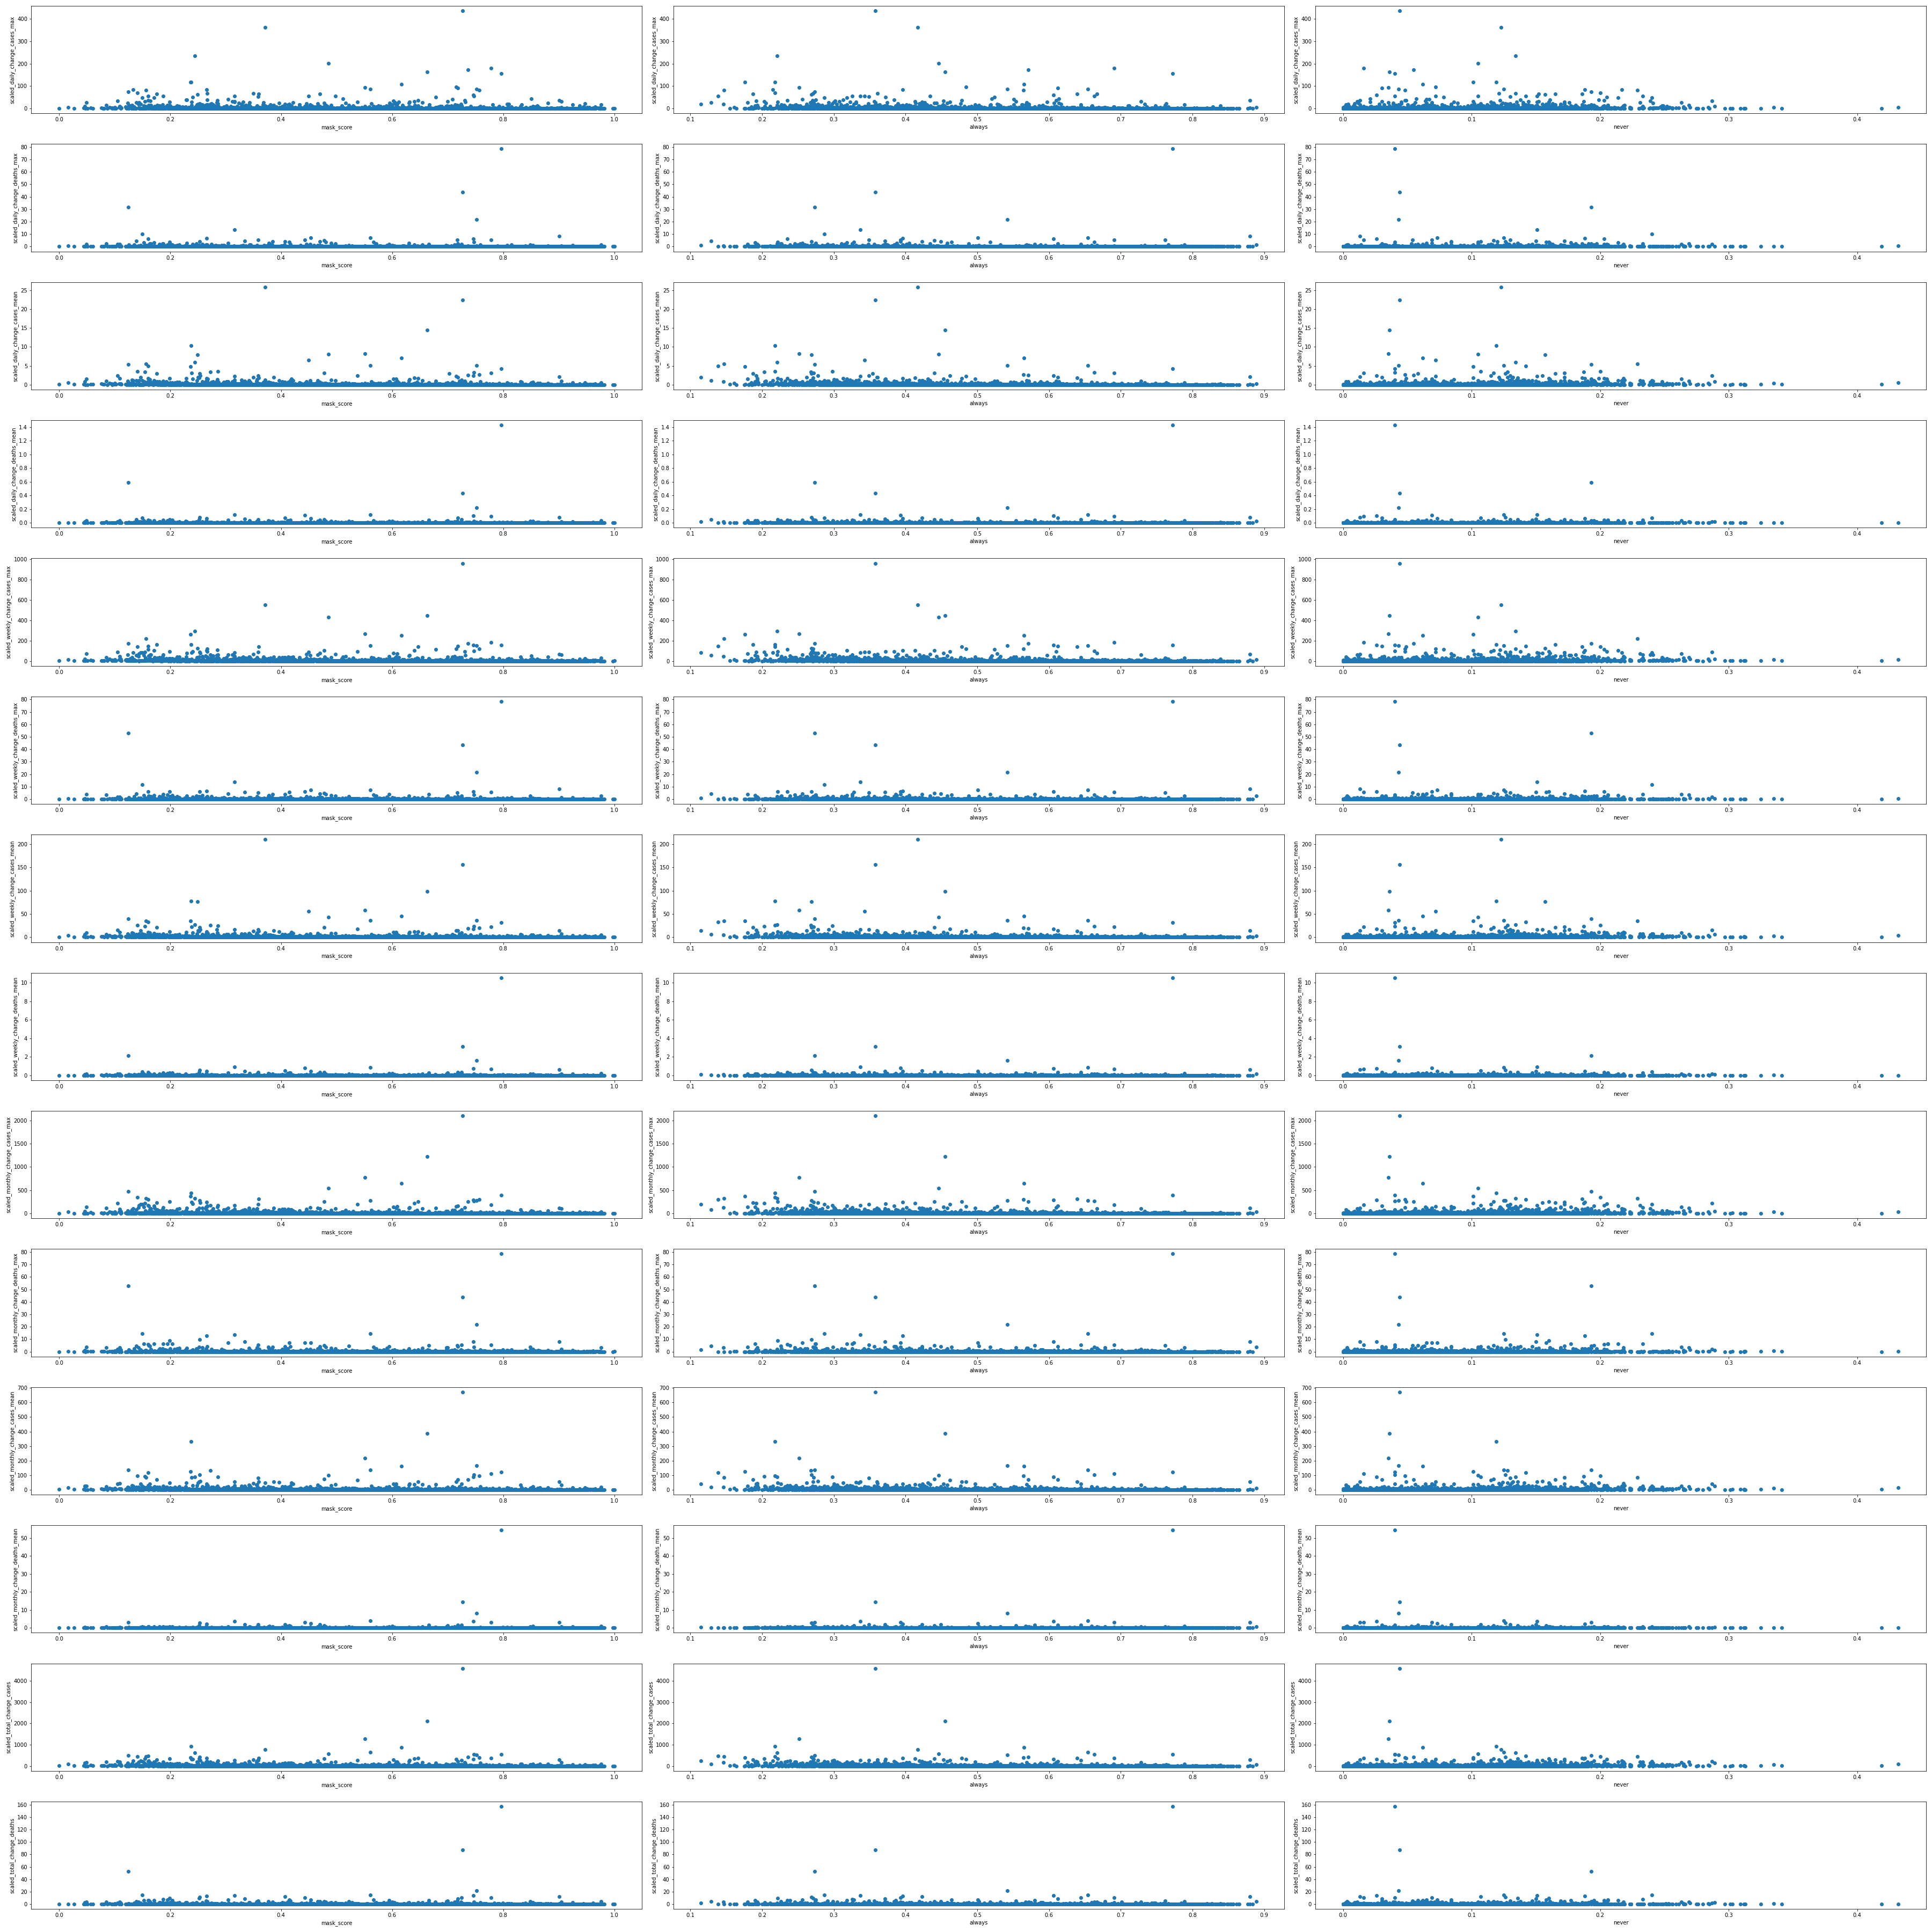 scaled_daily_change_cases_max scaled_daily_change_cases_max scaled_daily_change_cases_max
400 400 400
300 300 300
200 200 200
100 100 100
0 0 0
0.0 0.2 0.4 0.6 0.8 1.0 0.1 0.2 0.3 0.4 0.5 0.6 0.7 0.8 0.9 0.0 0.1 0.2 0.3 0.4
mask_score always never
scaled_daily_change_deaths_max scaled_daily_change_deaths_max scaled_daily_change_deaths_max
80 80 80
70 70 70
60 60 60
50 50 50
40 40 40
30 30 30
20 20 20
10 10 10
0 0 0
0.0 0.2 0.4 0.6 0.8 1.0 0.1 0.2 0.3 0.4 0.5 0.6 0.7 0.8 0.9 0.0 0.1 0.2 0.3 0.4
mask_score always never
scaled_daily_change_cases_mean scaled_daily_change_cases_mean scaled_daily_change_cases_mean
25 25 25
20 20 20
15 15 15
10 10 10
5 5 5
0 0 0
0.0 0.2 0.4 0.6 0.8 1.0 0.1 0.2 0.3 0.4 0.5 0.6 0.7 0.8 0.9 0.0 0.1 0.2 0.3 0.4
mask_score always never
scaled_daily_change_deaths_mean scaled_daily_change_deaths_mean scaled_daily_change_deaths_mean
1.4 1.4 1.4
1.2 1.2 1.2
1.0 1.0 1.0
0.8 0.8 0.8
0.6 0.6 0.6
0.4 0.4 0.4
0.2 0.2 0.2
0.0 0.0 0.0
0.0 0.2 0.4 0.6 0.8 1.0 0.1 0.2 0.3 0.4 0.5 0.6 0.7 0.8 0.9 0.0 0.1 0.2 0.3 0.4
mask_score always never
scaled_weekly_change_cases_max scaled_weekly_change_cases_max scaled_weekly_change_cases_max
1000 1000 1000
800 800 800
600 600 600
400 400 400
200 200 200
0 0 0
0.0 0.2 0.4 0.6 0.8 1.0 0.1 0.2 0.3 0.4 0.5 0.6 0.7 0.8 0.9 0.0 0.1 0.2 0.3 0.4
mask_score always never
scaled_weekly_change_deaths_max scaled_weekly_change_deaths_max scaled_weekly_change_deaths_max
80 80 80
70 70 70
60 60 60
50 50 50
40 40 40
30 30 30
20 20 20
10 10 10
0 0 0
0.0 0.2 0.4 0.6 0.8 1.0 0.1 0.2 0.3 0.4 0.5 0.6 0.7 0.8 0.9 0.0 0.1 0.2 0.3 0.4
mask_score always never
scaled_weekly_change_cases_mean scaled_weekly_change_cases_mean scaled_weekly_change_cases_mean
200 200 200
150 150 150
100 100 100
50 50 50
0 0 0
0.0 0.2 0.4 0.6 0.8 1.0 0.1 0.2 0.3 0.4 0.5 0.6 0.7 0.8 0.9 0.0 0.1 0.2 0.3 0.4
mask_score always never
scaled_weekly_change_deaths_mean scaled_weekly_change_deaths_mean scaled_weekly_change_deaths_mean
10 10 10
8 8 8
6 6 6
4 4 4
2 2 2
0 0 0
0.0 0.2 0.4 0.6 0.8 1.0 0.1 0.2 0.3 0.4 0.5 0.6 0.7 0.8 0.9 0.0 0.1 0.2 0.3 0.4
mask_score always never
scaled_monthly_change_cases_max scaled_monthly_change_cases_max scaled_monthly_change_cases_max
2000 2000 2000
1500 1500 1500
1000 1000 1000
500 500 500
0 0 0
0.0 0.2 0.4 0.6 0.8 1.0 0.1 0.2 0.3 0.4 0.5 0.6 0.7 0.8 0.9 0.0 0.1 0.2 0.3 0.4
mask_score always never
scaled_monthly_change_deaths_max scaled_monthly_change_deaths_max scaled_monthly_change_deaths_max
80 80 80
70 70 70
60 60 60
50 50 50
40 40 40
30 30 30
20 20 20
10 10 10
0 0 0
0.0 0.2 0.4 0.6 0.8 1.0 0.1 0.2 0.3 0.4 0.5 0.6 0.7 0.8 0.9 0.0 0.1 0.2 0.3 0.4
mask_score always never
scaled_monthly_change_cases_mean scaled_monthly_change_cases_mean scaled_monthly_change_cases_mean
700 700 700
600 600 600
500 500 500
400 400 400
300 300 300
200 200 200
100 100 100
0 0 0
0.0 0.2 0.4 0.6 0.8 1.0 0.1 0.2 0.3 0.4 0.5 0.6 0.7 0.8 0.9 0.0 0.1 0.2 0.3 0.4
mask_score always never
scaled_monthly_change_deaths_mean scaled_monthly_change_deaths_mean scaled_monthly_change_deaths_mean
50 50 50
40 40 40
30 30 30
20 20 20
10 10 10
0 0 0
0.0 0.2 0.4 0.6 0.8 1.0 0.1 0.2 0.3 0.4 0.5 0.6 0.7 0.8 0.9 0.0 0.1 0.2 0.3 0.4
mask_score always never
scaled_total_change_cases scaled_total_change_cases scaled_total_change_cases
4000 4000 4000
3000 3000 3000
2000 2000 2000
1000 1000 1000
0 0 0
0.0 0.2 0.4 0.6 0.8 1.0 0.1 0.2 0.3 0.4 0.5 0.6 0.7 0.8 0.9 0.0 0.1 0.2 0.3 0.4
mask_score always never
scaled_total_change_deaths scaled_total_change_deaths scaled_total_change_deaths
160 160 160
140 140 140
120 120 120
100 100 100
80 80 80
60 60 60
40 40 40
20 20 20
0 0 0
0.0 0.2 0.4 0.6 0.8 1.0 0.1 0.2 0.3 0.4 0.5 0.6 0.7 0.8 0.9 0.0 0.1 0.2 0.3 0.4
mask_score always never